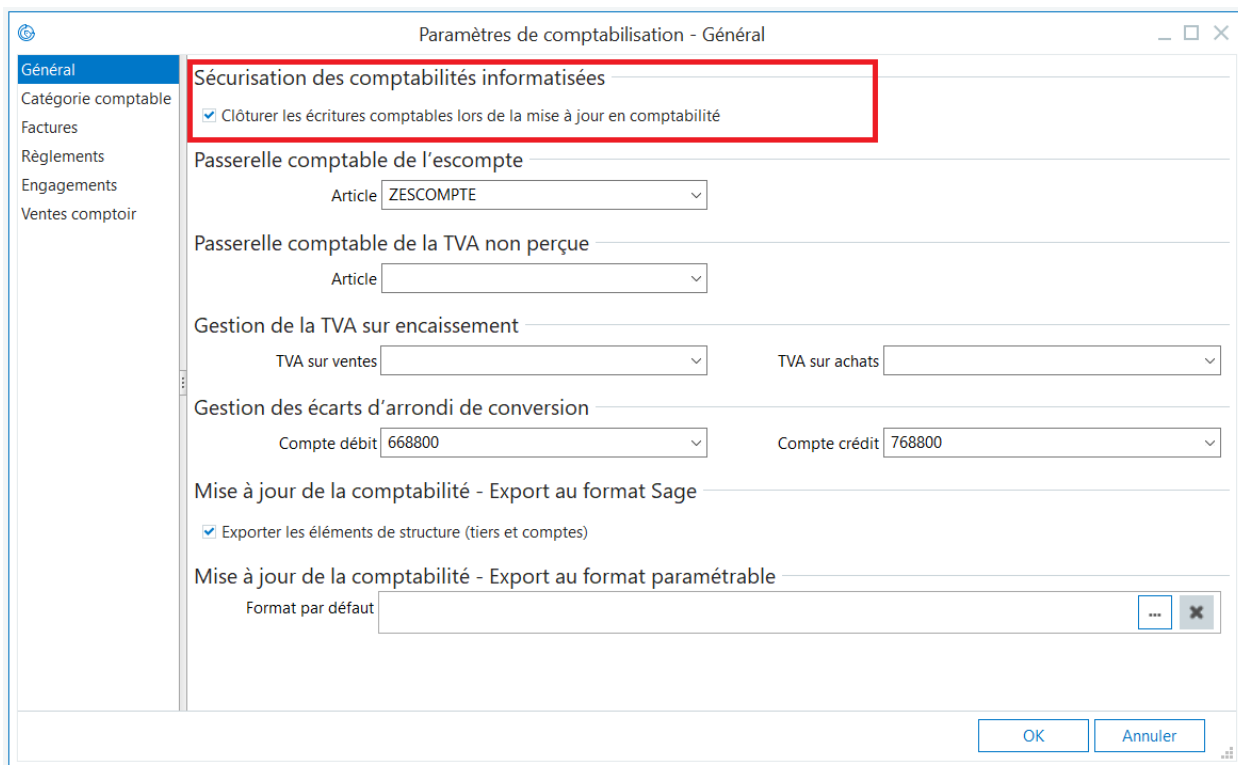 Paramètres de comptabilisation - Général
Général
Catégorie comptable
Factures
Règlements
Engagements
Ventes comptoir
Sécurisation des comptabilités informatisées
Clôturer les écritures comptables lors de la mise à jour en comptabilité
Passerelle comptable de l'escompte
Article ZESCOMPTE
Passerelle comptable de la TVA non perçue
Article
Gestion de la TVA sur encaissement
TVA sur ventes TVA sur achats
Gestion des écarts d'arrondi de conversion
Compte débit 668800 Compte crédit 768800
Mise à jour de la comptabilité - Export au format Sage
Exporter les éléments de structure (tiers et comptes)
Mise à jour de la comptabilité - Export au format paramétrable
Format par défaut ...
OK Annuler